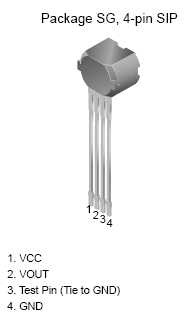 Package SG, 4-pin SIP
1
2
3
4
1. VCC
2. VOUT
3. Test Pin (Tie to GND)
4. GND